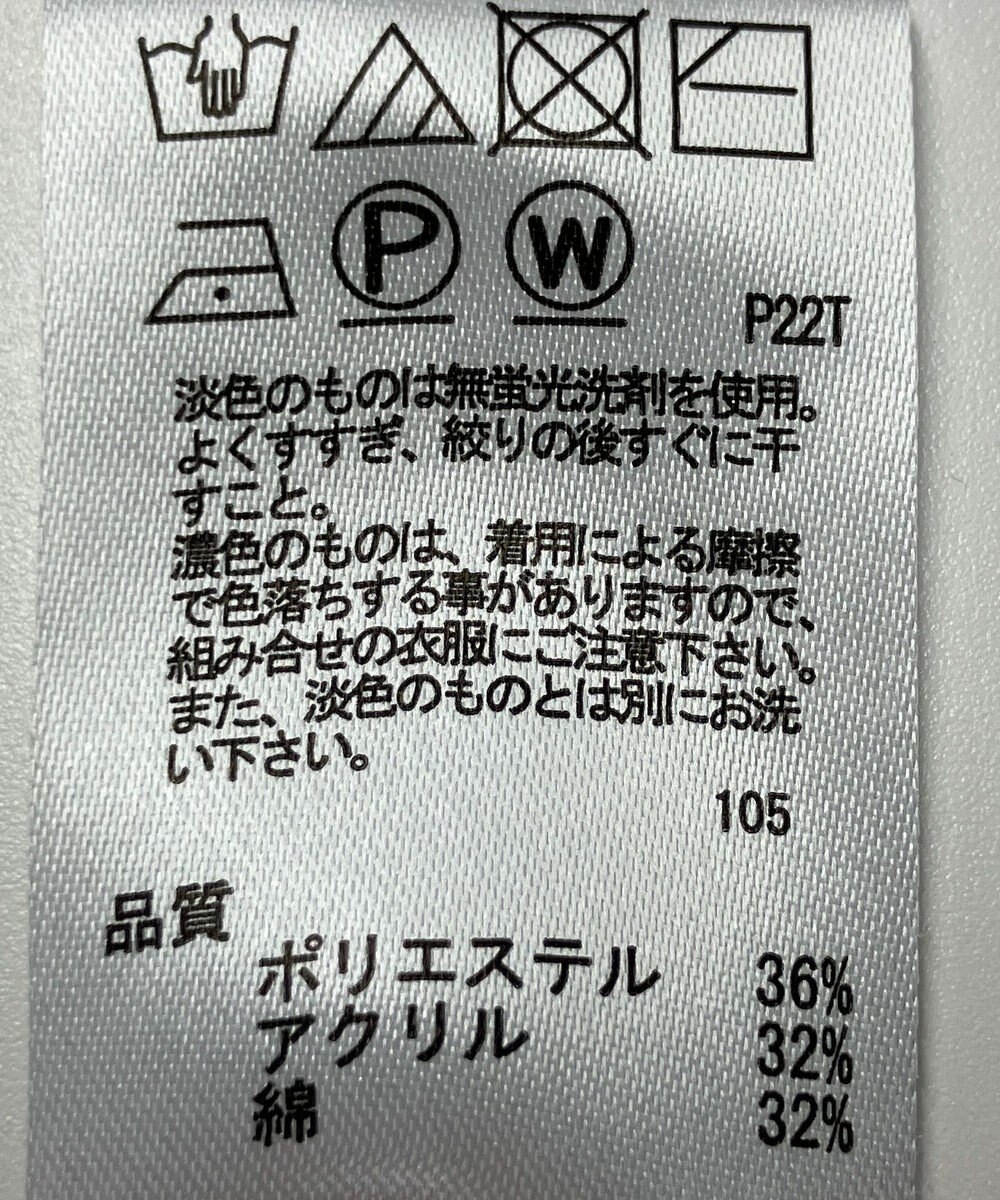 P
W
P22T
淡色のものは無蛍光洗剤を使用。
よくすすぎ、絞りの後すぐに干
すこと。
濃色のものは、着用による摩擦
で色落ちする事がありますので、
組み合せの衣服にご注意下さい。
また、淡色のものとは別にお洗
い下さい。
105
品質
ポリエステル 36%
アクリル 32%
綿 32%